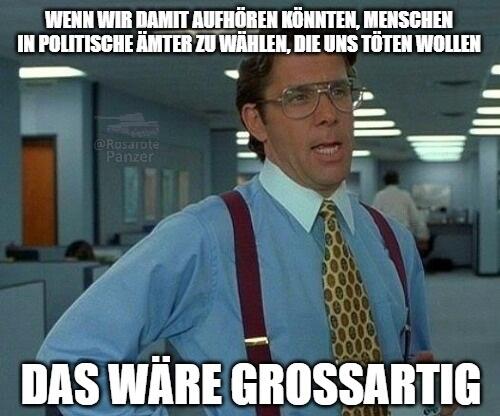 WENN WIR DAMIT AUFHÖREN KÖNNTEN, MENSCHEN
IN POLITISCHE ÄMTER ZU WÄHLEN, DIE UNS TÖTEN WOLLEN
@Rosarote
Panzer
DAS WÄRE GROSSARTIG